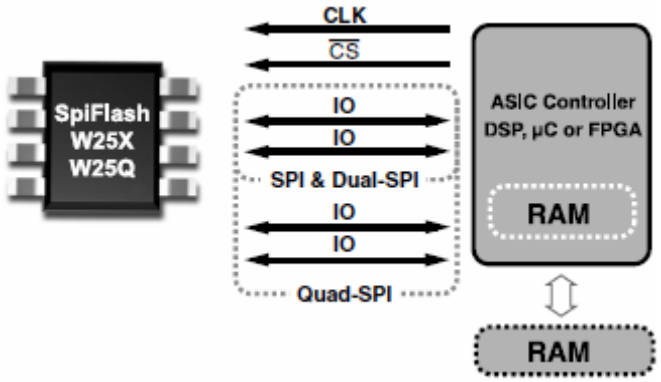 SpiFlash
W25X
W25Q
CLK
CS
IO
IO
SPI & Dual-SPI
IO
IO
Quad-SPI
ASIC Controller
DSP, µC or FPGA
RAM
RAM